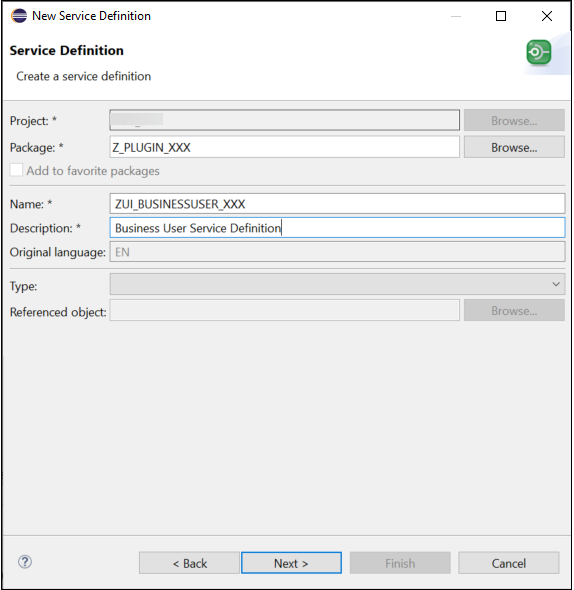 New Service Definition
Service Definition
Create a service definition
Project: * Browse...
Package: * Z_PLUGIN_XXX Browse...
Add to favorite packages
Name: * ZUI_BUSINESSUSER_XXX
Description: * Business User Service Definition
Original language: EN
Type:
Referenced object: Browse...
? < Back Next > Finish Cancel